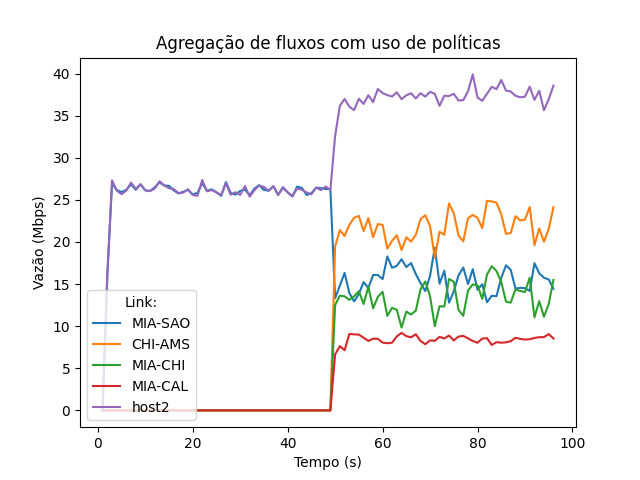 Agregação de fluxos com uso de políticas
Vazão (Mbps)
40
35
30
25
20
15
10
5
0
Link:
MIA-SAO
CHI-AMS
MIA-CHI
MIA-CAL
host2
0 20 40 60 80 100
Tempo (s)